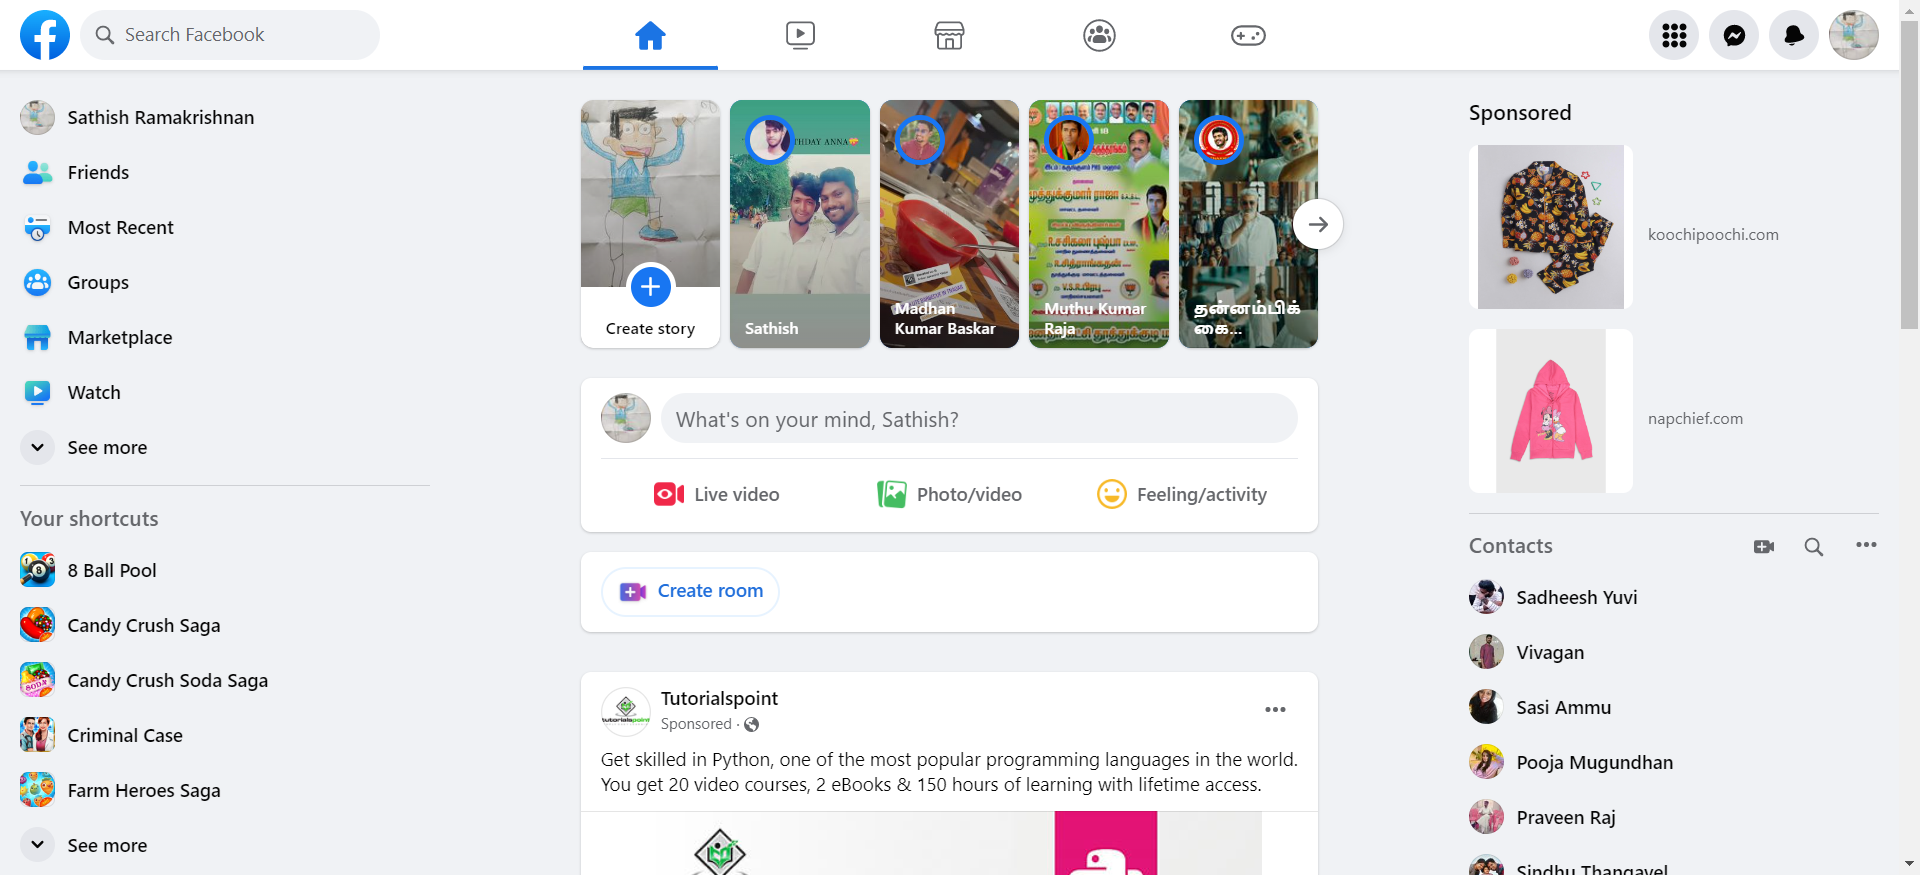 Search Facebook
Sathish Ramakrishnan
Friends
Most Recent
Groups
Marketplace
Watch
See more
Your shortcuts
8 Ball Pool
Candy Crush Saga
Candy Crush Soda Saga
Criminal Case
Farm Heroes Saga
See more
Create story
THDAY ANNA
Sathish
Madhan
Kumar Baskar
Muthu Kumar
Raja
தன்னம்பிக்
கை...
What's on your mind, Sathish?
Live video
Photo/video
Feeling/activity
Create room
Tutorialspoint
Sponsored ·
Get skilled in Python, one of the most popular programming languages in the world.
You get 20 video courses, 2 eBooks & 150 hours of learning with lifetime access.
Sponsored
koochipoochi.com
napchief.com
Contacts
Sadheesh Yuvi
Vivagan
Sasi Ammu
Pooja Mugundhan
Praveen Raj
Sindhu Thangavel